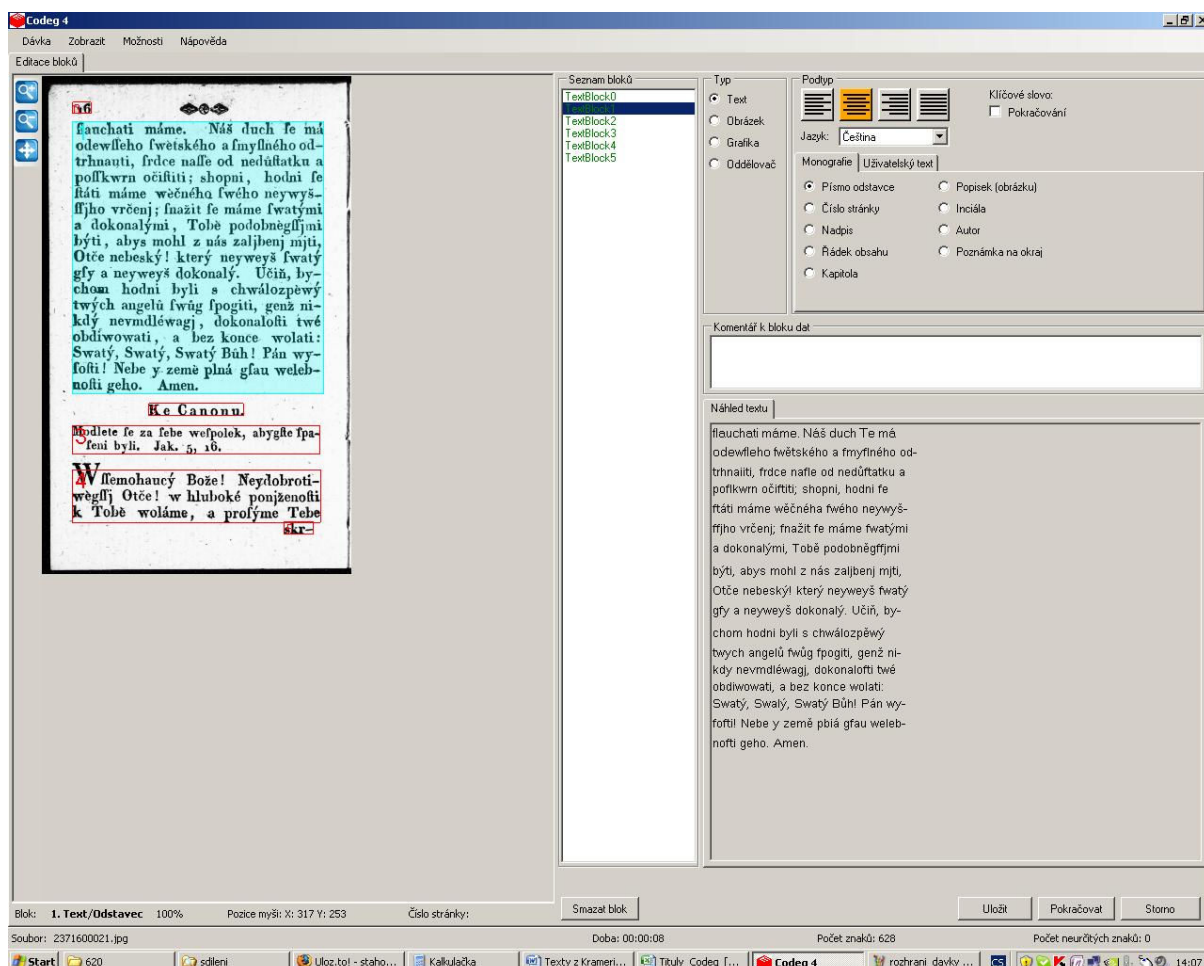 Codeg 4
Dávka Zobrazit Možnosti Nápověda
Editace bloků
ſlauchati máme. Náš duch ſe má
odewſſeho ſwètského a ſmyſlného od-
trhnauti, ſrdce naſſe od nedůſtatku a
poſſkwrn očiſtiti; shopni, hodni ſe
ſtáti máme wèčného ſwého neywyš-
ſſjho vrčenj; ſnažit ſe máme ſwatými
a dokonalými, Tobě podobnègſſjmi
býti, abys mohl z nás zaljbenj mjti,
Otče nebeský! který neyweyš ſwatý
gſy a neyweyš dokonalý. Učiň, by-
chom hodni byli s chwálozpèwý
twých angelů ſwůg ſpogiti, genž ni-
kdý nevmdléwagj, dokonaloſti twé
obdiwowati, a bez konce wolati:
Swatý, Swatý, Swatý Bůh! Pán wy-
ſoſti! Nebe y země plná gſau weleb-
noſti geho. Amen.
Ke Canonu.
Modlete ſe za ſebe weſpolek, abygſte ſpa-
ſeni byli. Jak. 5, 16.
Wſſemohaucý Bože! Neydobroti-
wègſſj Otče! w hluboké ponjženoſti
k Tobě woláme, a proſýme Tebe
skr-
Seznam bloků
TextBlock0
TextBlock1
TextBlock2
TextBlock3
TextBlock4
TextBlock5
Typ
Text
Obrázek
Grafika
Oddělovač
Podtyp
Klíčové slovo:
Pokračování
Jazyk: Čeština
Monografie Uživatelský text
Písmo odstavce Popisek (obrázku)
Číslo stránky Inciála
Nadpis Autor
Řádek obsahu Poznámka na okraj
Kapitola
Komentář k bloku dat
Náhled textu
flauchati máme. Náš duch Te má
odewfleho fwětského a fmyflného od-
trhnaiiti, frdce nafle od nedůftatku a
poflkwrn očiftiti; shopni, hodni fe
ftáti máme wěčnéha fwého neywyš-
ffjho vrčenj; fnažit fe máme fwatými
a dokonalými, Tobě podobněgffjmi
býti, abys mohl z nás zaljbenj mjti,
Otče nebeský! který neyweyš fwatý
gfy a neyweyš dokonalý. Učiň, by-
chom hodni byli s chwálozpěwý
twych angelů fwůg fpogiti, genž ni-
kdy nevmdléwagj, dokonalofti twé
obdiwowati, a bez konce wolati:
Swatý, Swalý, Swatý Bůh! Pán wy-
fofti! Nebe y země pbiá gfau weleb-
nofti geho. Amen.
Blok: 1. Text/Odstavec 100% Pozice myši: X: 317 Y: 253 Číslo stránky:
Smazat blok Uložit Pokračovat Storno
Soubor: 2371600021.jpg Doba: 00:00:08 Počet znaků: 628 Počet neurčitých znaků: 0
Start 620 sdileni Uloz.to! - staho... Kalkulačka Texty z Krameri... Tituly_Codeg_[... Codeg 4 rozhrani_davky ... CS 14:07